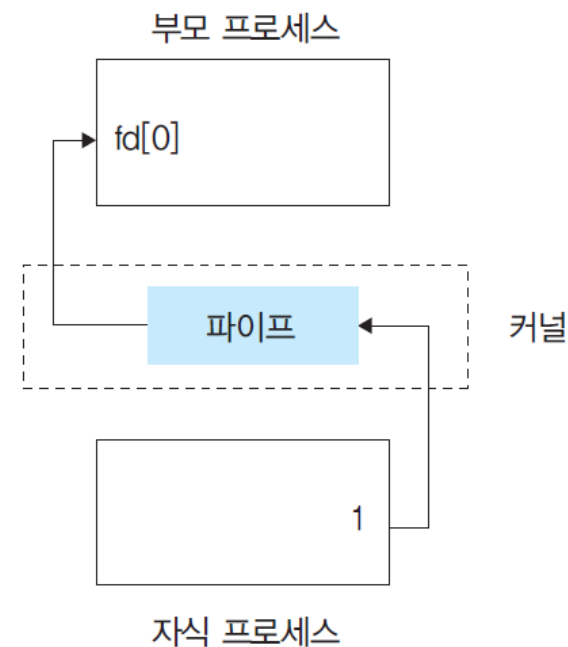 부모 프로세스
fd[0]
파이프
커널
1
자식 프로세스